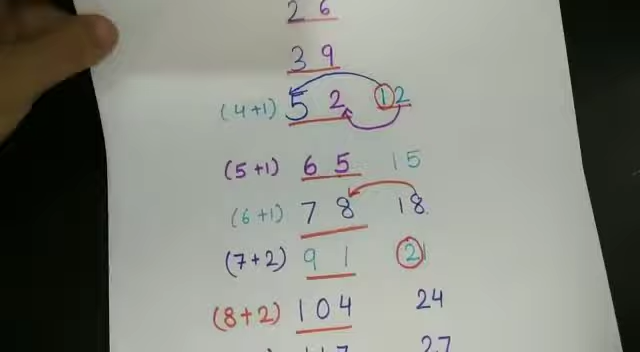 26
39
(4+1) 52 12
(5+1) 65 15
(6+1) 78 18
(7+2) 91 21
(8+2) 104 24
117 27